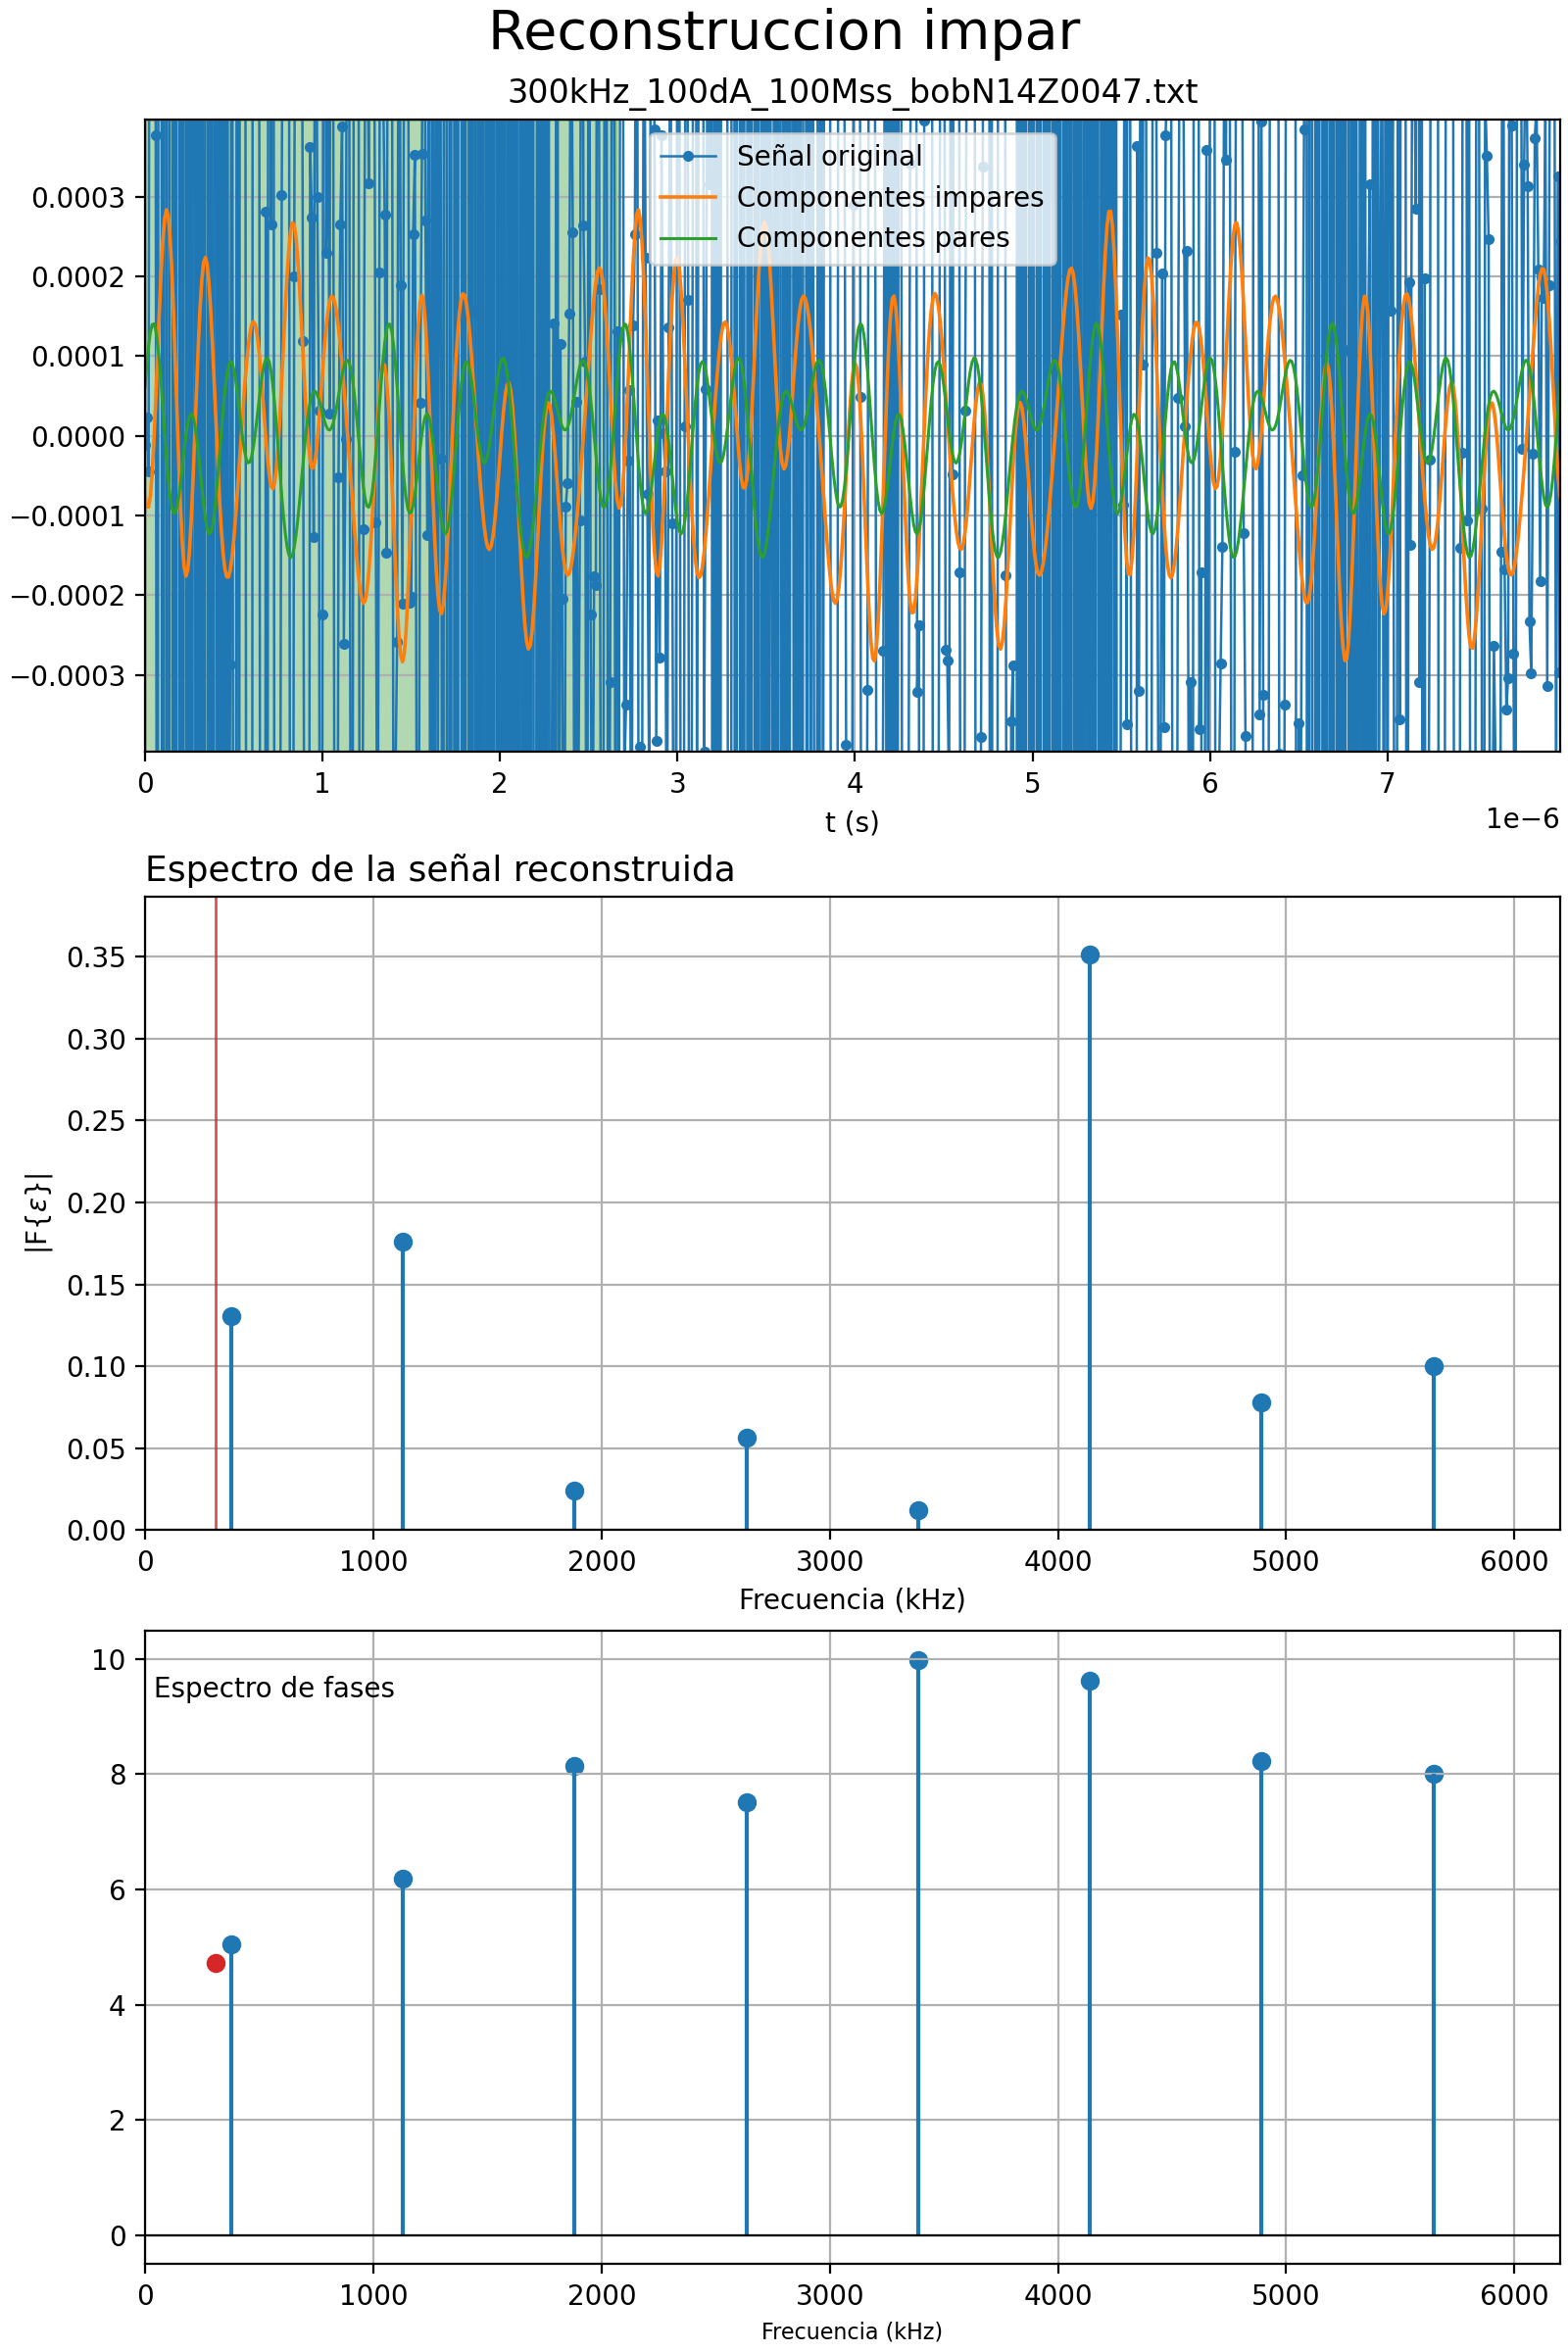 Reconstruccion impar
300kHz_100dA_100Mss_bobN14Z0047.txt
Señal original
Componentes impares
Componentes pares
0.0003
0.0002
0.0001
0.0000
−0.0001
−0.0002
−0.0003
0 1 2 3 4 5 6 7
1e−6
t (s)
Espectro de la señal reconstruida
0.35
0.30
0.25
0.20
0.15
0.10
0.05
0.00
|F{ε}|
0 1000 2000 3000 4000 5000 6000
Frecuencia (kHz)
Espectro de fases
10
8
6
4
2
0
0 1000 2000 3000 4000 5000 6000
Frecuencia (kHz)